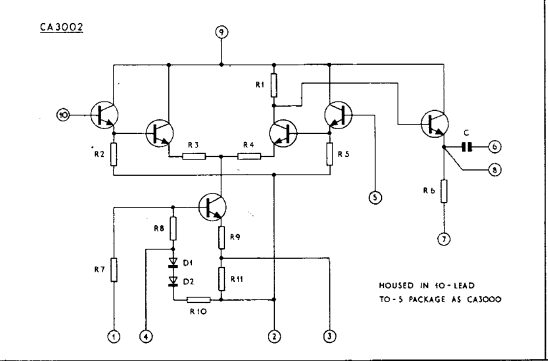 CA3002
9
R1
10
C
6
R3
R4
R2
R5
8
5
R6
7
R8
R9
R7
D1
D2
R11
R10
HOUSED IN 10-LEAD
TO-5 PACKAGE AS CA3000
1
4
2
3